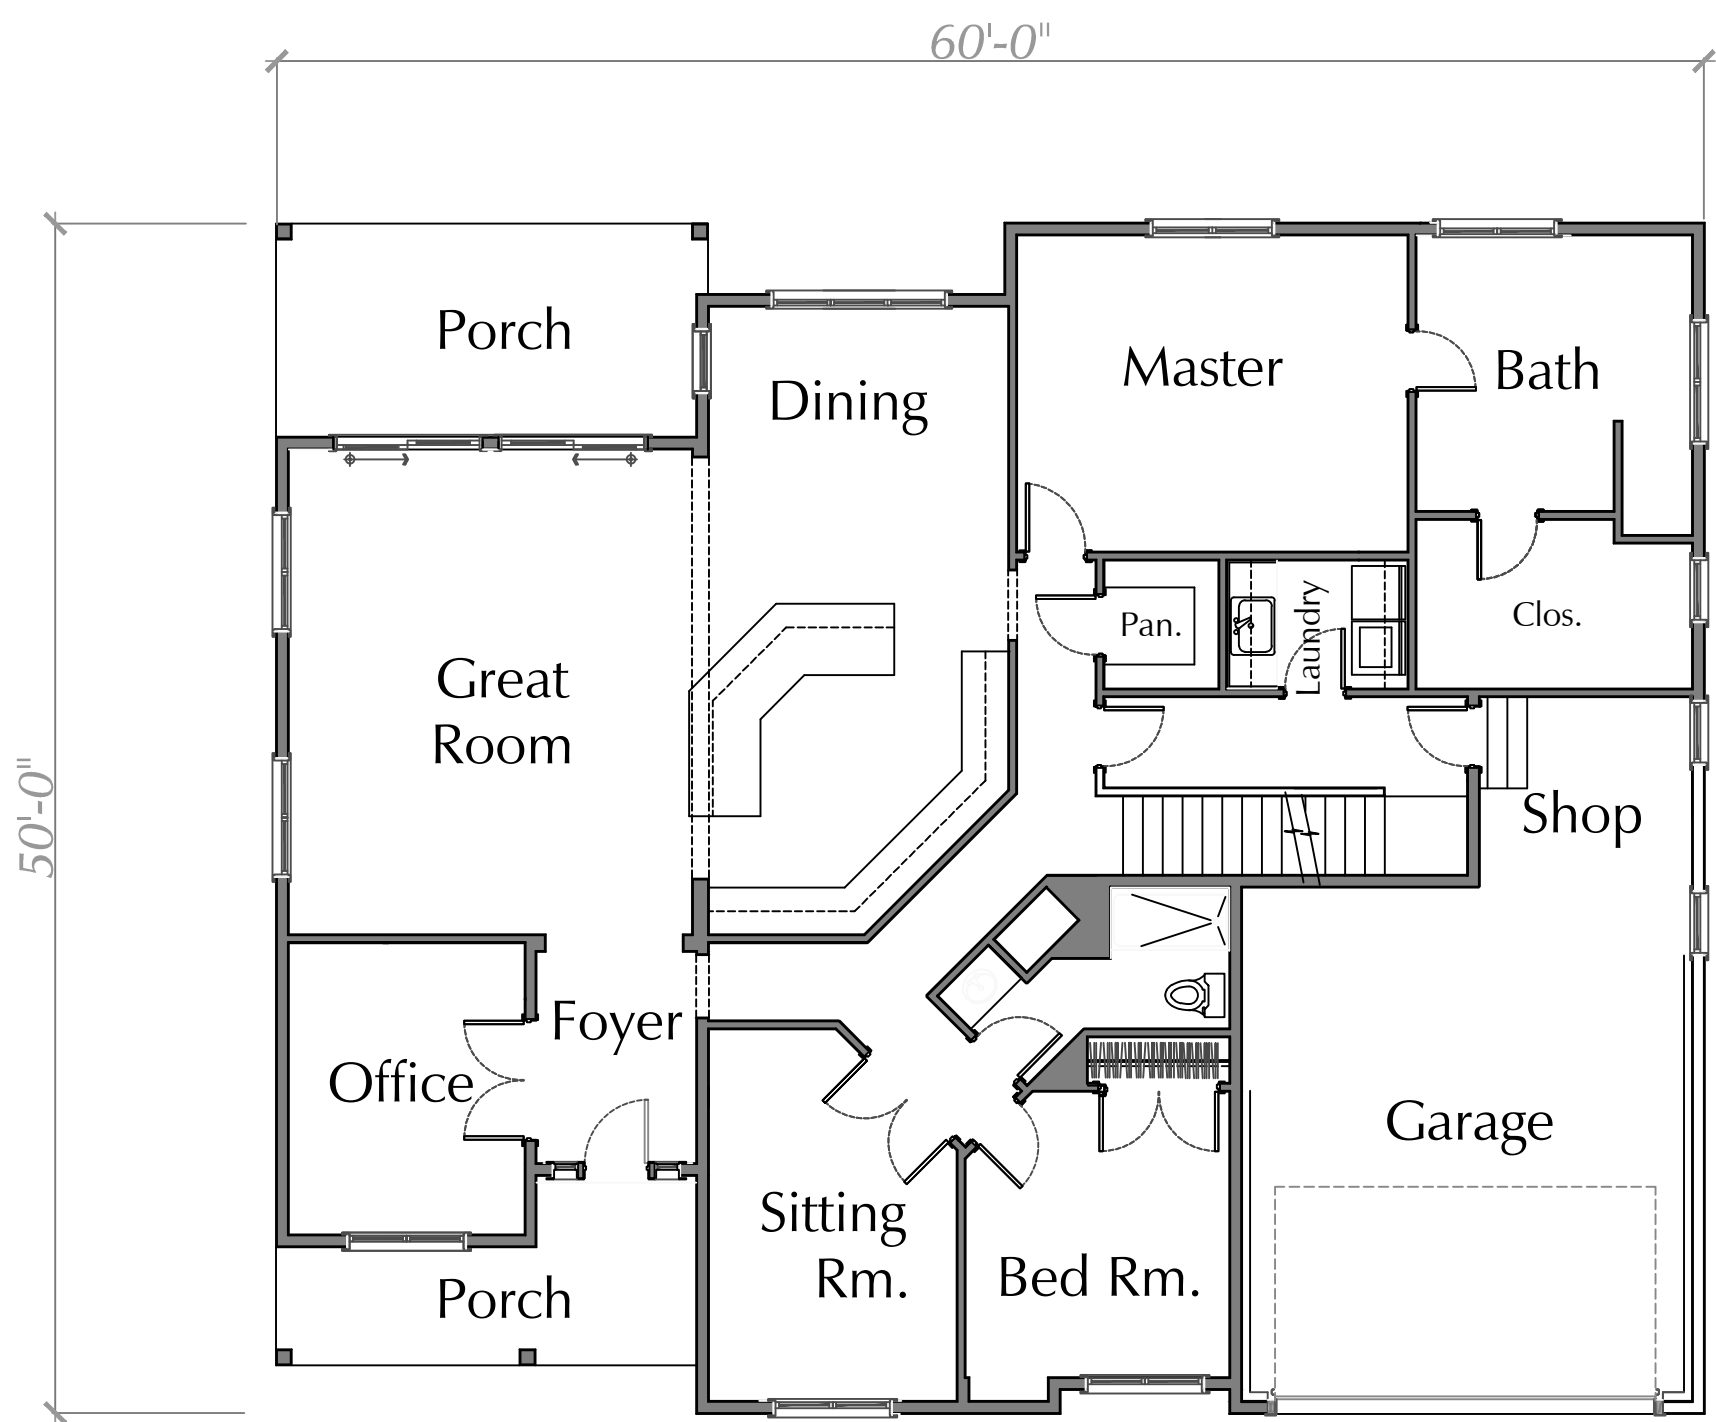 60'-0"
Porch
Dining
Master
Bath
Great
Room
Pan.
Laundry
Clos.
50'-0"
Shop
Foyer
Office
Garage
Sitting
Rm.
Bed Rm.
Porch